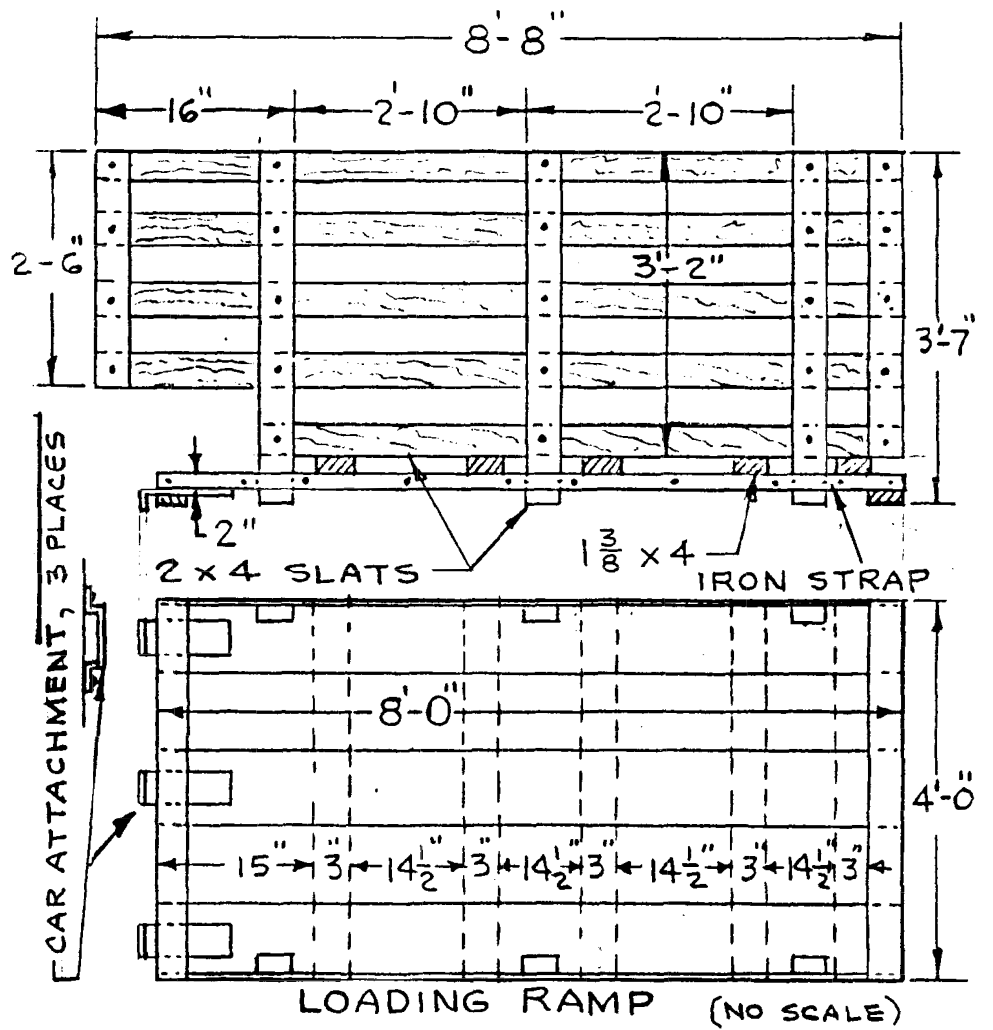 8'-8"
16" 2'-10" 2'-10"
2-6"
3'-2"
3'-7"
2"
1 3/8 x 4
2 x 4 SLATS
IRON STRAP
CAR ATTACHMENT, 3 PLACES
8'-0"
4'-0"
15" 3" 14 1/2" 3" 14 1/2" 3" 14 1/2" 3" 14 1/2" 3"
LOADING RAMP (NO SCALE)